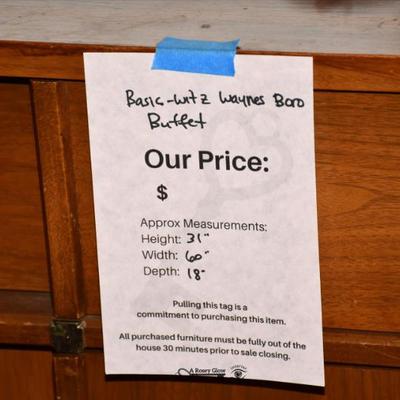 Basic-Witz Waynes Boro
Buffet
Our Price:
$
Approx Measurements:
Height: 31"
Width: 60"
Depth: 18"
Pulling this tag is a
commitment to purchasing this item.
All purchased furniture must be fully out of the
house 30 minutes prior to sale closing.
A Rosey Glow